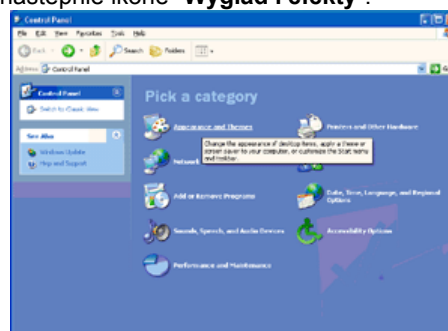 następnie ikonę "Wygląd i efekty".
Control Panel
File Edit View Favorites Tools Help
Back Search Folders
Address Control Panel
Control Panel
Switch to Classic View
See Also
Windows Update
Help and Support
Pick a category
Appearance and Themes
Printers and Other Hardware
Change the appearance of desktop items, apply a theme or
screen saver to your computer, or customize the Start menu
and taskbar.
Network
Add or Remove Programs
Date, Time, Language, and Regional
Options
Sounds, Speech, and Audio Devices
Accessibility Options
Performance and Maintenance